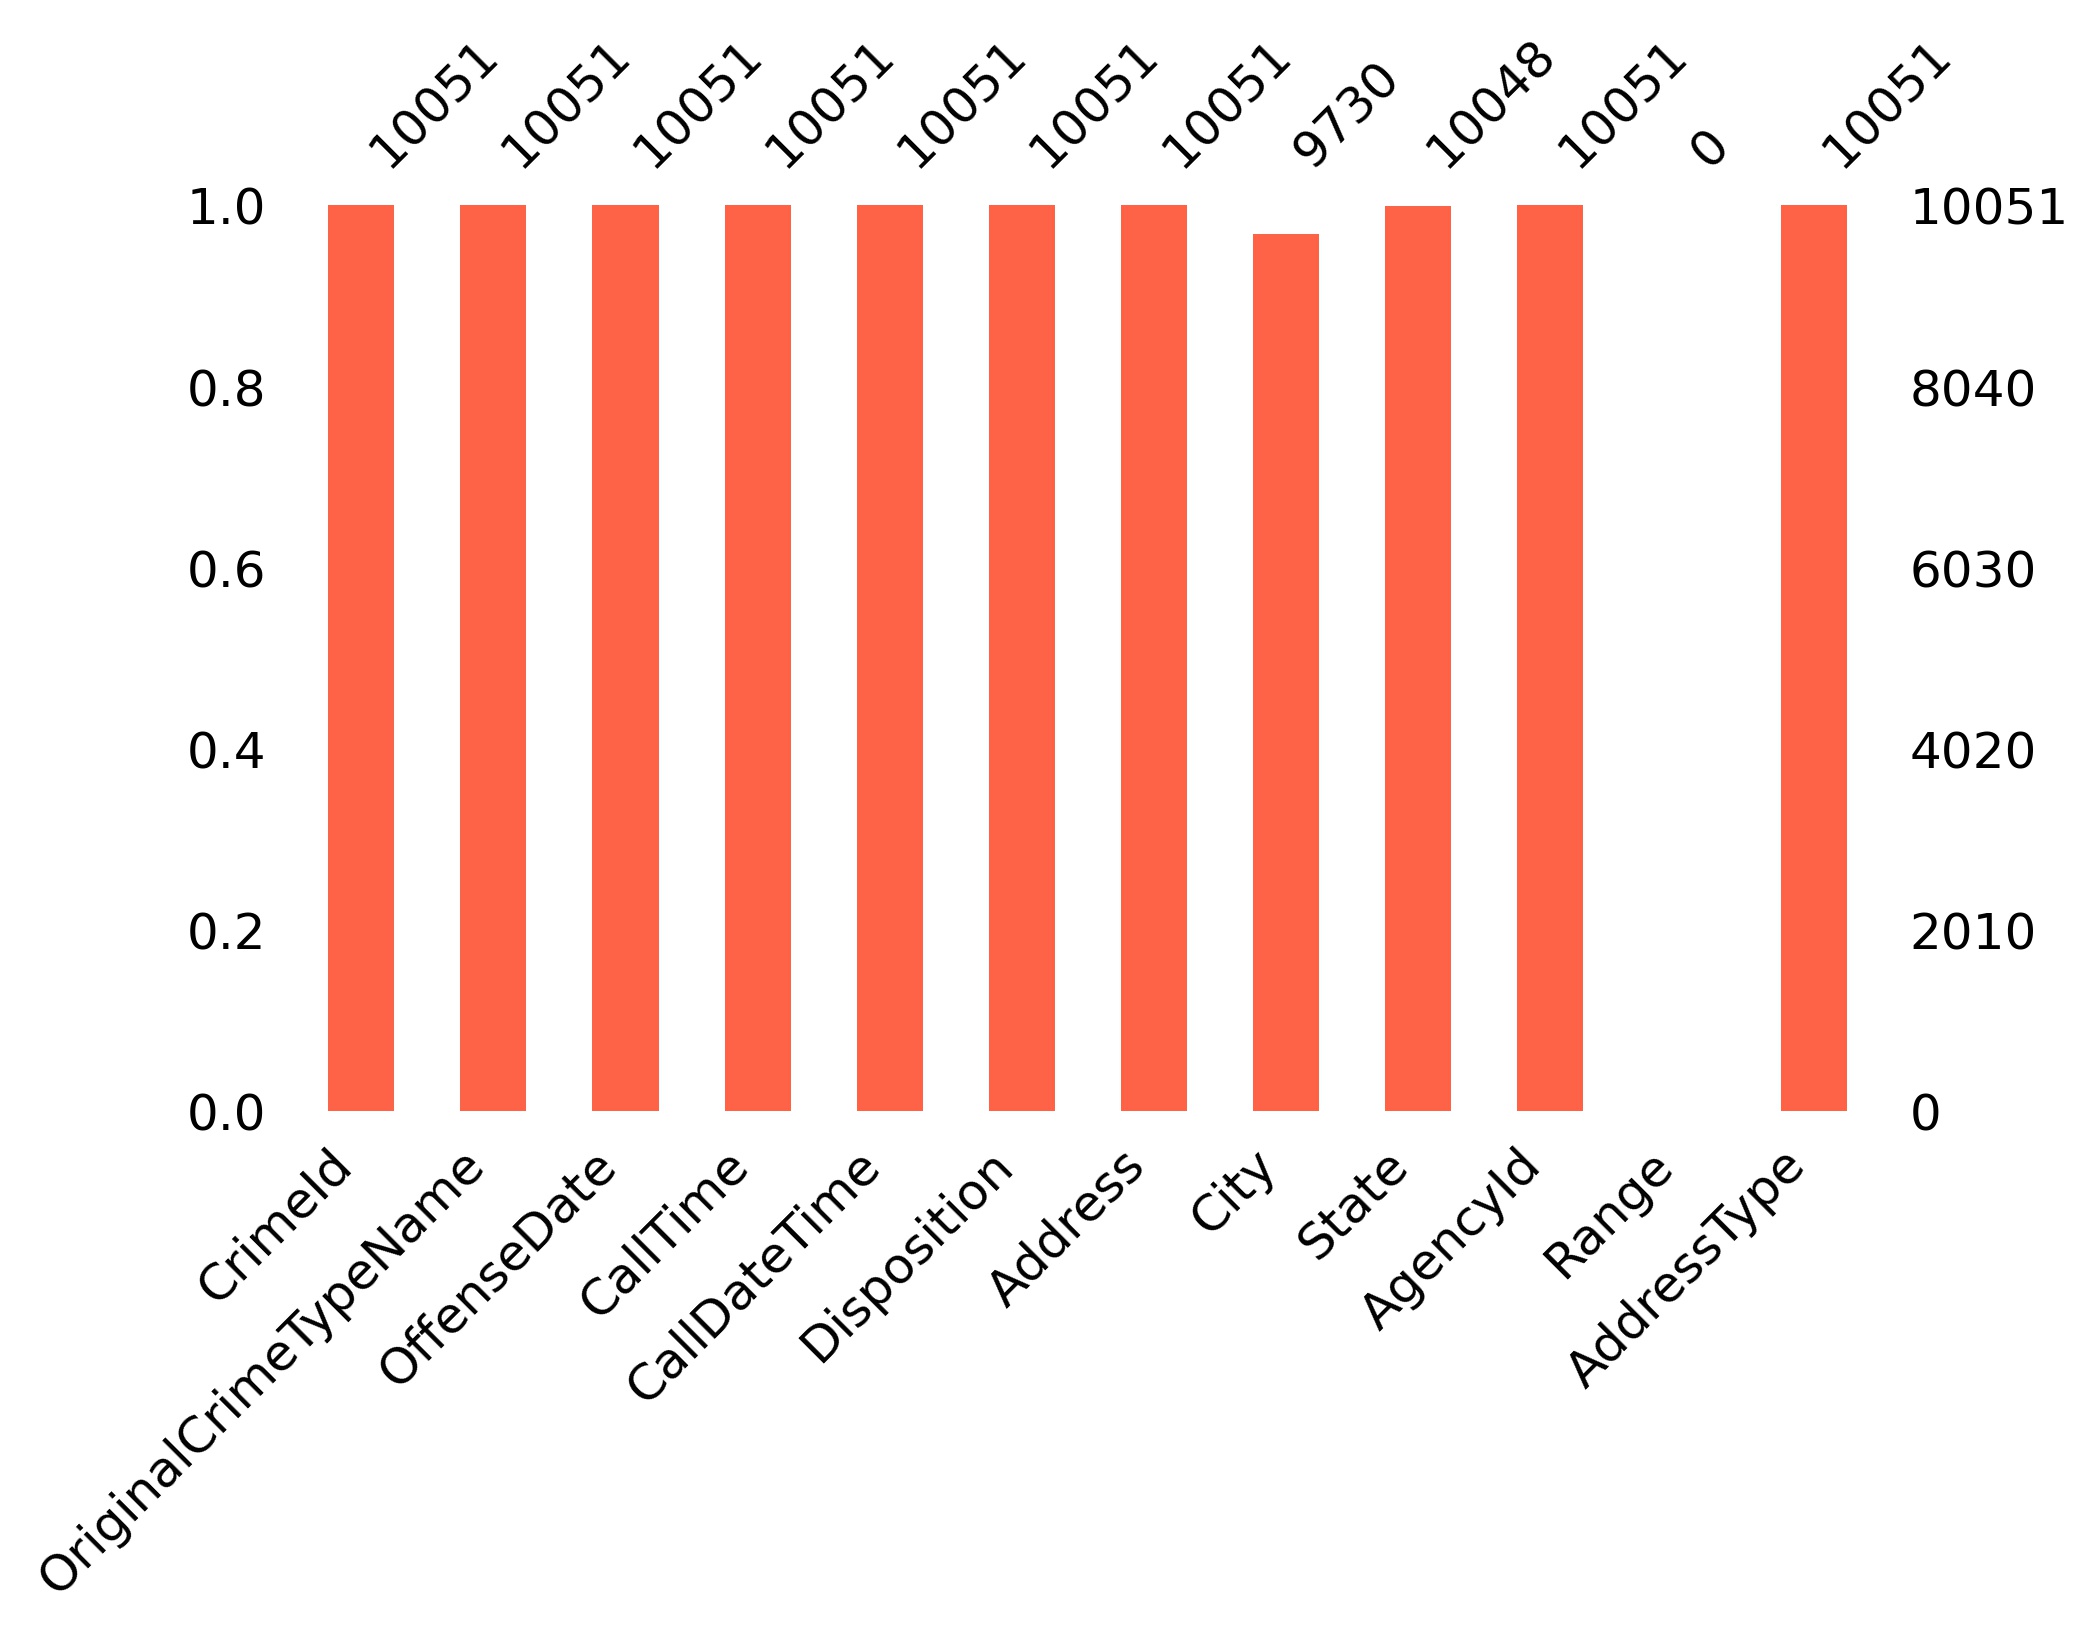 10051
10051
10051
10051
10051
10051
10051
9730
10048
10051
0
10051
1.0
0.8
0.6
0.4
0.2
0.0
10051
8040
6030
4020
2010
0
CrimeId
OriginalCrimeTypeName
OffenseDate
CallTime
CallDateTime
Disposition
Address
City
State
AgencyId
Range
AddressType